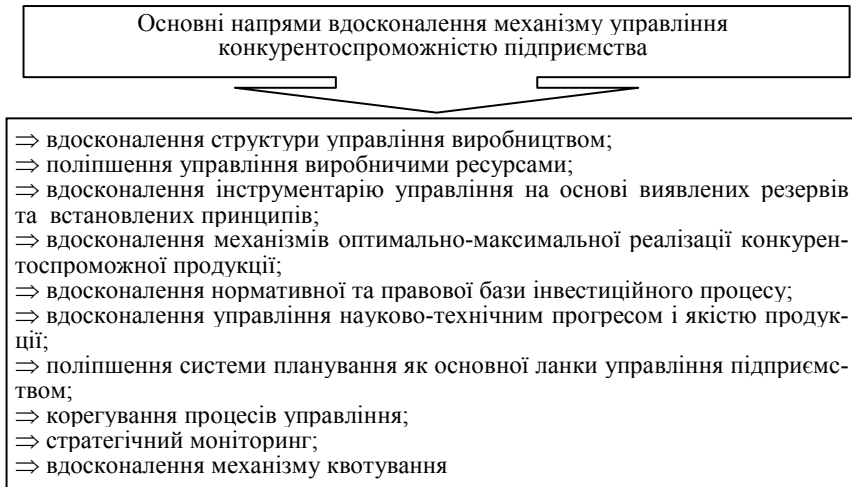 Основні напрями вдосконалення механізму управління
конкурентоспроможністю підприємства
⇒ вдосконалення структури управління виробництвом;
⇒ поліпшення управління виробничими ресурсами;
⇒ вдосконалення інструментарію управління на основі виявлених резервів
та встановлених принципів;
⇒ вдосконалення механізмів оптимально-максимальної реалізації конкурен-
тоспроможної продукції;
⇒ вдосконалення нормативної та правової бази інвестиційного процесу;
⇒ вдосконалення управління науково-технічним прогресом і якістю продук-
ції;
⇒ поліпшення системи планування як основної ланки управління підприємс-
твом;
⇒ корегування процесів управління;
⇒ стратегічний моніторинг;
⇒ вдосконалення механізму квотування